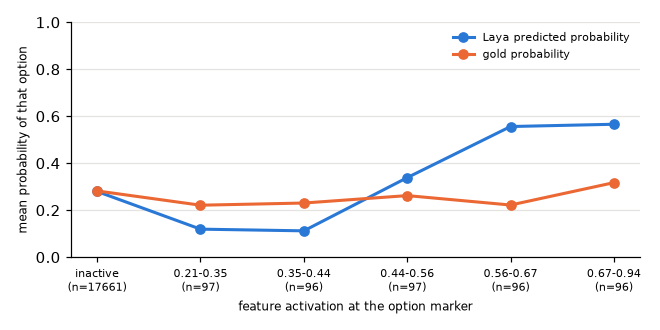 1.0
0.8
0.6
0.4
0.2
0.0
mean probability of that option
Laya predicted probability
gold probability
inactive
(n=17661)
0.21-0.35
(n=97)
0.35-0.44
(n=96)
0.44-0.56
(n=97)
0.56-0.67
(n=96)
0.67-0.94
(n=96)
feature activation at the option marker